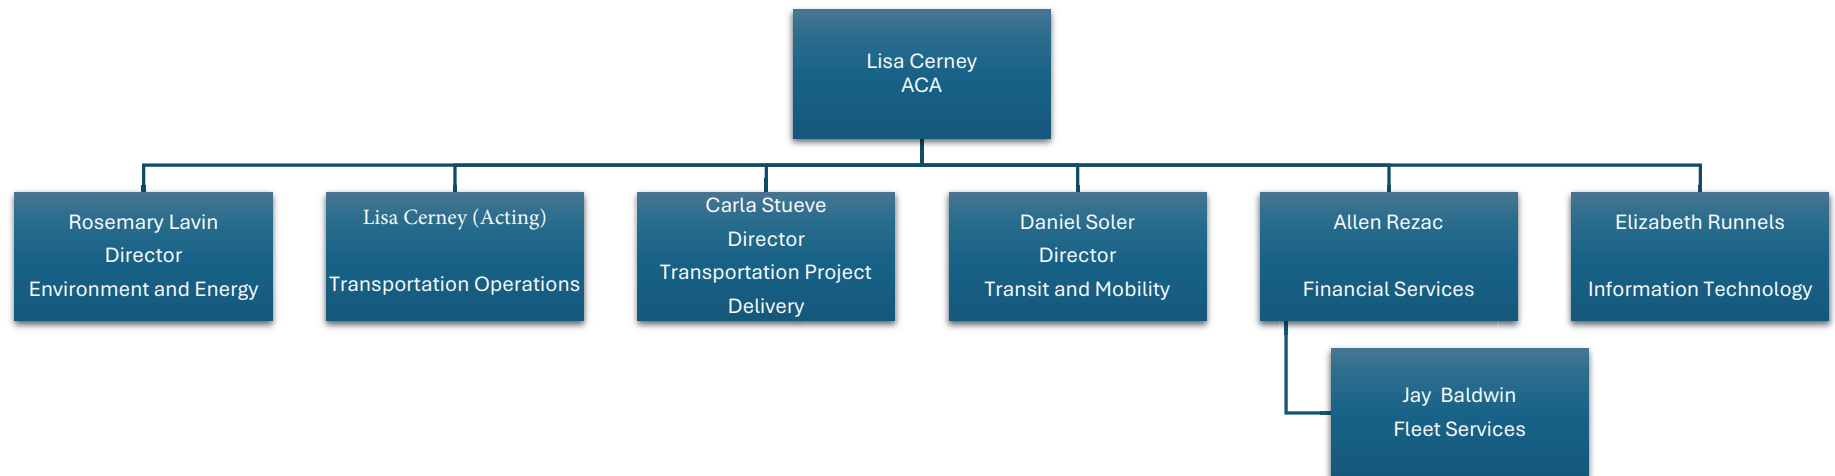 Lisa Cerney
ACA
Rosemary Lavin
Director
Environment and Energy
Lisa Cerney (Acting)
Transportation Operations
Carla Stueve
Director
Transportation Project
Delivery
Daniel Soler
Director
Transit and Mobility
Allen Rezac
Financial Services
Elizabeth Runnels
Information Technology
Jay  Baldwin
Fleet Services